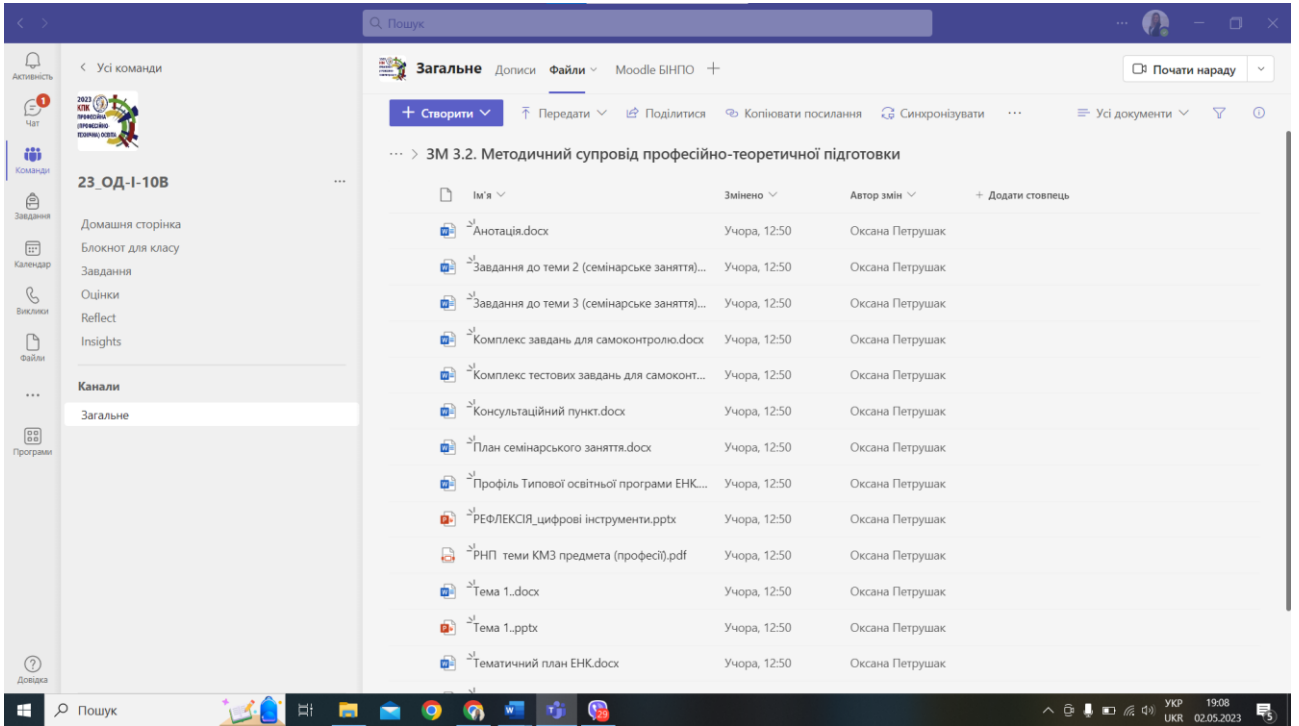 Пошук
Активність
1
Чат
Команди
Завдання
Календар
Виклики
Файли
Програми
Довідка
Усі команди
2023
КПК
ПРОФЕСІЙНА
(ПРОФЕСІЙНО
ТЕХНІЧНА) ОСВІТА
23_ОД-І-10В
Домашня сторінка
Блокнот для класу
Завдання
Оцінки
Reflect
Insights
Канали
Загальне
Загальне Дописи Файли Moodle БІНПО
Почати нараду
Створити Передати Поділитися Копіювати посилання Синхронізувати ... Усі документи
... > ЗМ 3.2. Методичний супровід професійно-теоретичної підготовки
Ім'я Змінено Автор змін + Додати стовпець
Анотація.docx Учора, 12:50 Оксана Петрушак
Завдання до теми 2 (семінарське заняття)... Учора, 12:50 Оксана Петрушак
Завдання до теми 3 (семінарське заняття)... Учора, 12:50 Оксана Петрушак
Комплекс завдань для самоконтролю.docx Учора, 12:50 Оксана Петрушак
Комплекс тестових завдань для самоконт... Учора, 12:50 Оксана Петрушак
Консультаційний пункт.docx Учора, 12:50 Оксана Петрушак
План семінарського заняття.docx Учора, 12:50 Оксана Петрушак
Профіль Типової освітньої програми ЕНК.... Учора, 12:50 Оксана Петрушак
РЕФЛЕКСІЯ_цифрові інструменти.pptx Учора, 12:50 Оксана Петрушак
РНП теми КМЗ предмета (професії).pdf Учора, 12:50 Оксана Петрушак
Тема 1..docx Учора, 12:50 Оксана Петрушак
Тема 1..pptx Учора, 12:50 Оксана Петрушак
Тематичний план ЕНК.docx Учора, 12:50 Оксана Петрушак
Пошук
29
УКР
UKR
19:08
02.05.2023
5